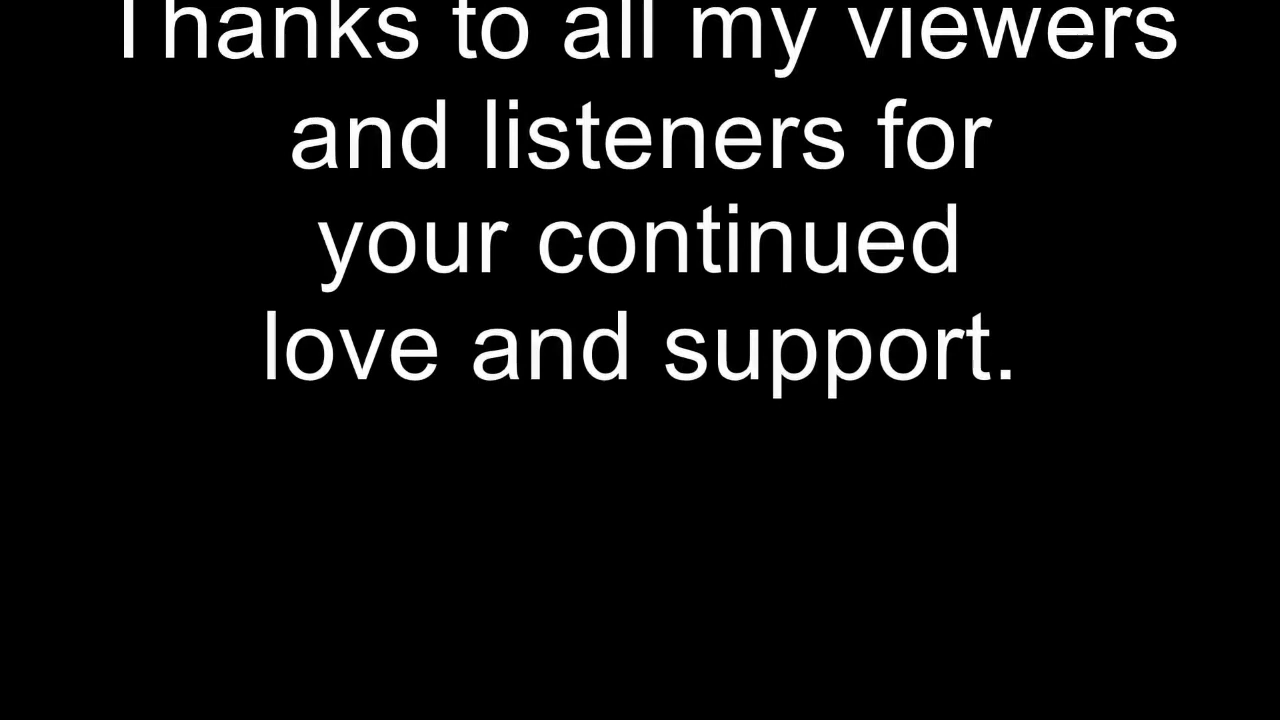 Thanks to all my viewers
and listeners for
your continued
love and support.